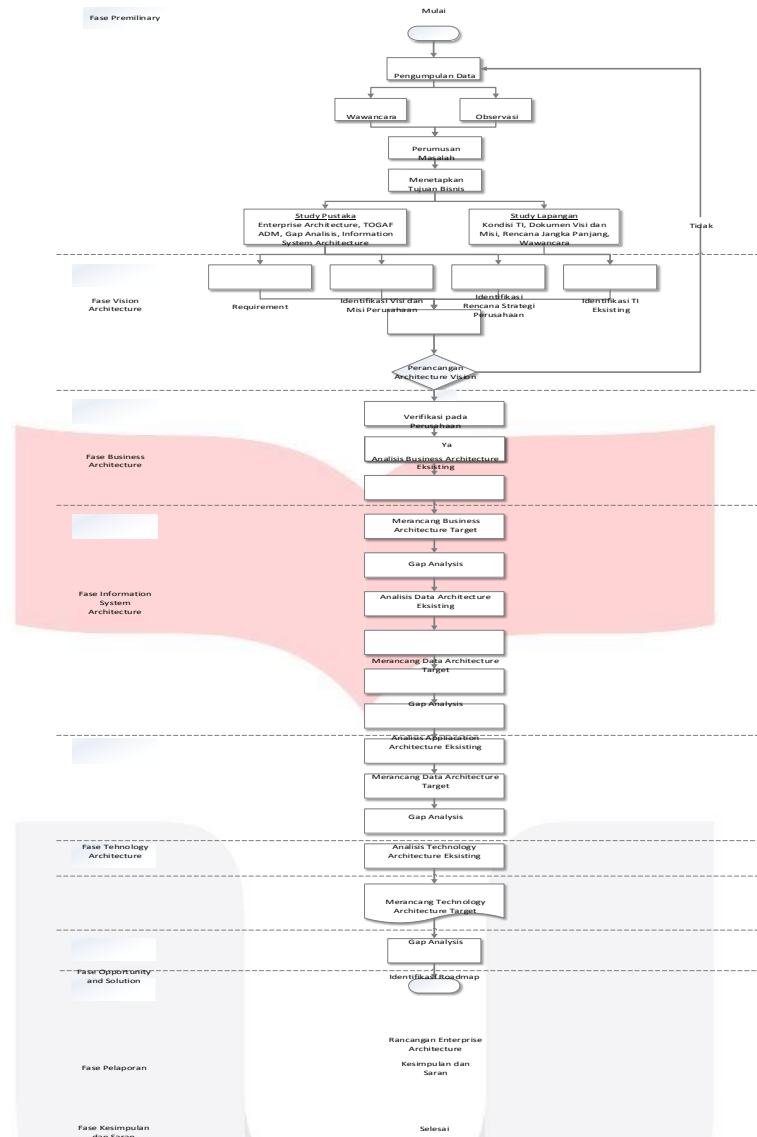 Mulai
Fase Premilinary
Pengumpulan Data
Wawancara
Observasi
Perumusan
Masalah
Menetapkan
Tujuan Bisnis
Study Pustaka
Enterprise Architecture, TOGAF
ADM, Gap Analisis, Information
System Architecture
Study Lapangan
Kondisi TI, Dokumen Visi dan
Misi, Rencana Jangka Panjang,
Wawancara
Tidak
Fase Vision
Architecture
Requirement
Identifikasi Visi dan
Misi Perusahaan
Identifikasi
Rencana Strategi
Perusahaan
Identifikasi TI
Eksisting
Perancangan
Architecture Vision
Verifikasi pada
Perusahaan
Ya
Fase Business
Architecture
Analisis Business Architecture
Eksisting
Merancang Business
Architecture Target
Gap Analysis
Fase Information
System
Architecture
Analisis Data Architecture
Eksisting
Merancang Data Architecture
Target
Gap Analysis
Analisis Appliacation
Architecture Eksisting
Merancang Data Architecture
Target
Gap Analysis
Fase Tehnology
Architecture
Analisis Technology
Architecture Eksisting
Merancang Technology
Architecture Target
Gap Analysis
Fase Opportunity
and Solution
Identifikasi Roadmap
Rancangan Enterprise
Architecture
Fase Pelaporan
Kesimpulan dan
Saran
Fase Kesimpulan
dan Saran
Selesai